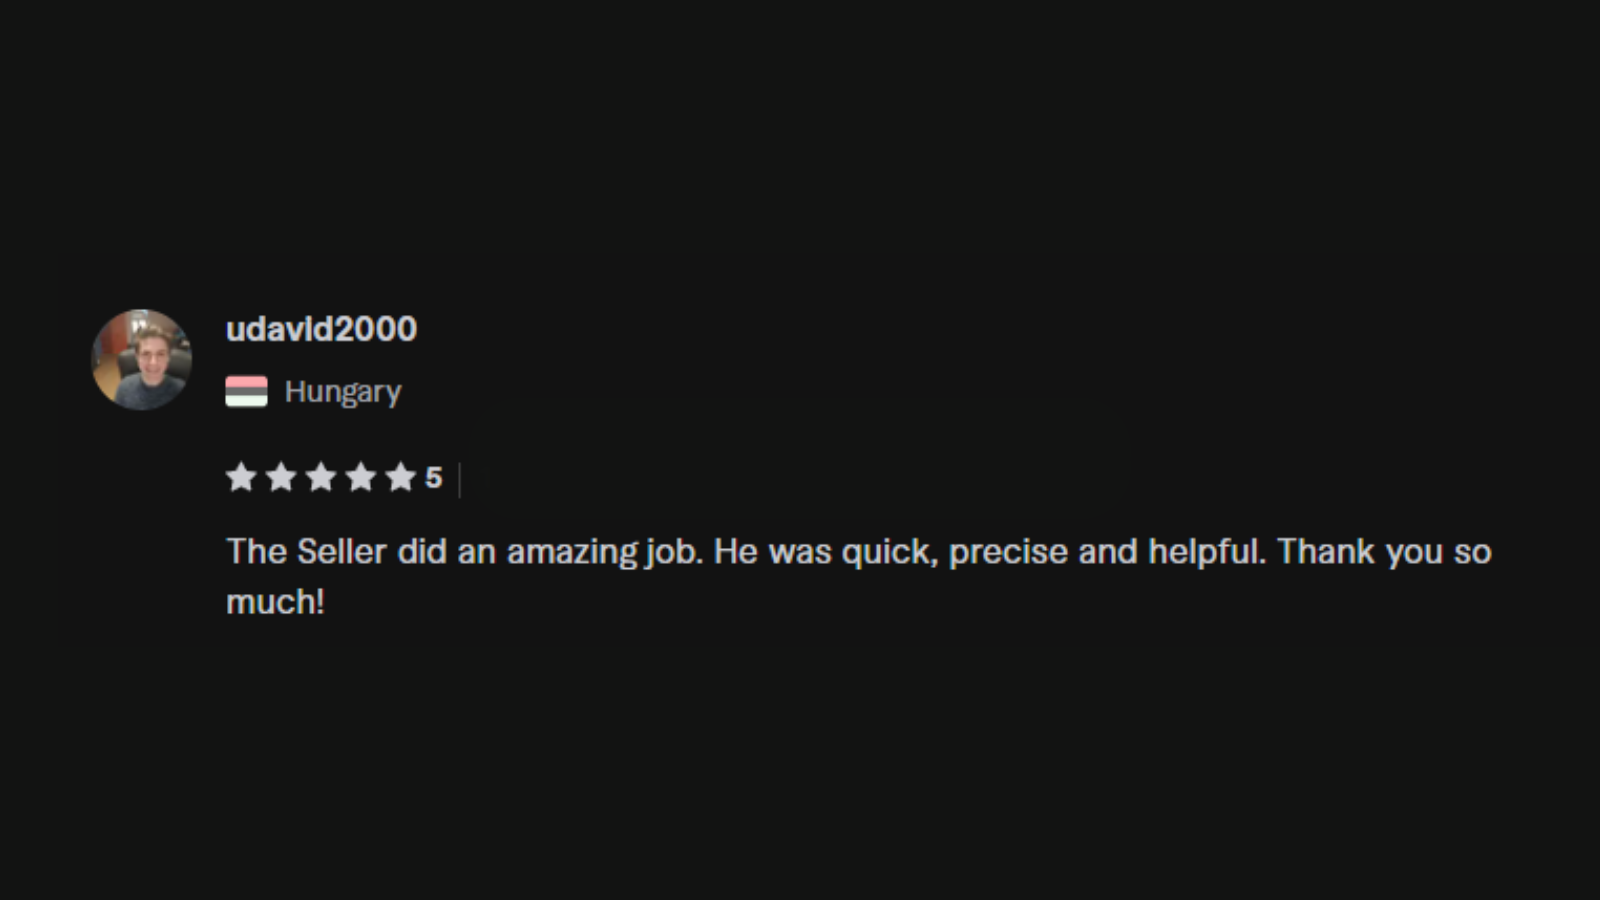 udavid2000
Hungary
5
The Seller did an amazing job. He was quick, precise and helpful. Thank you so
much!